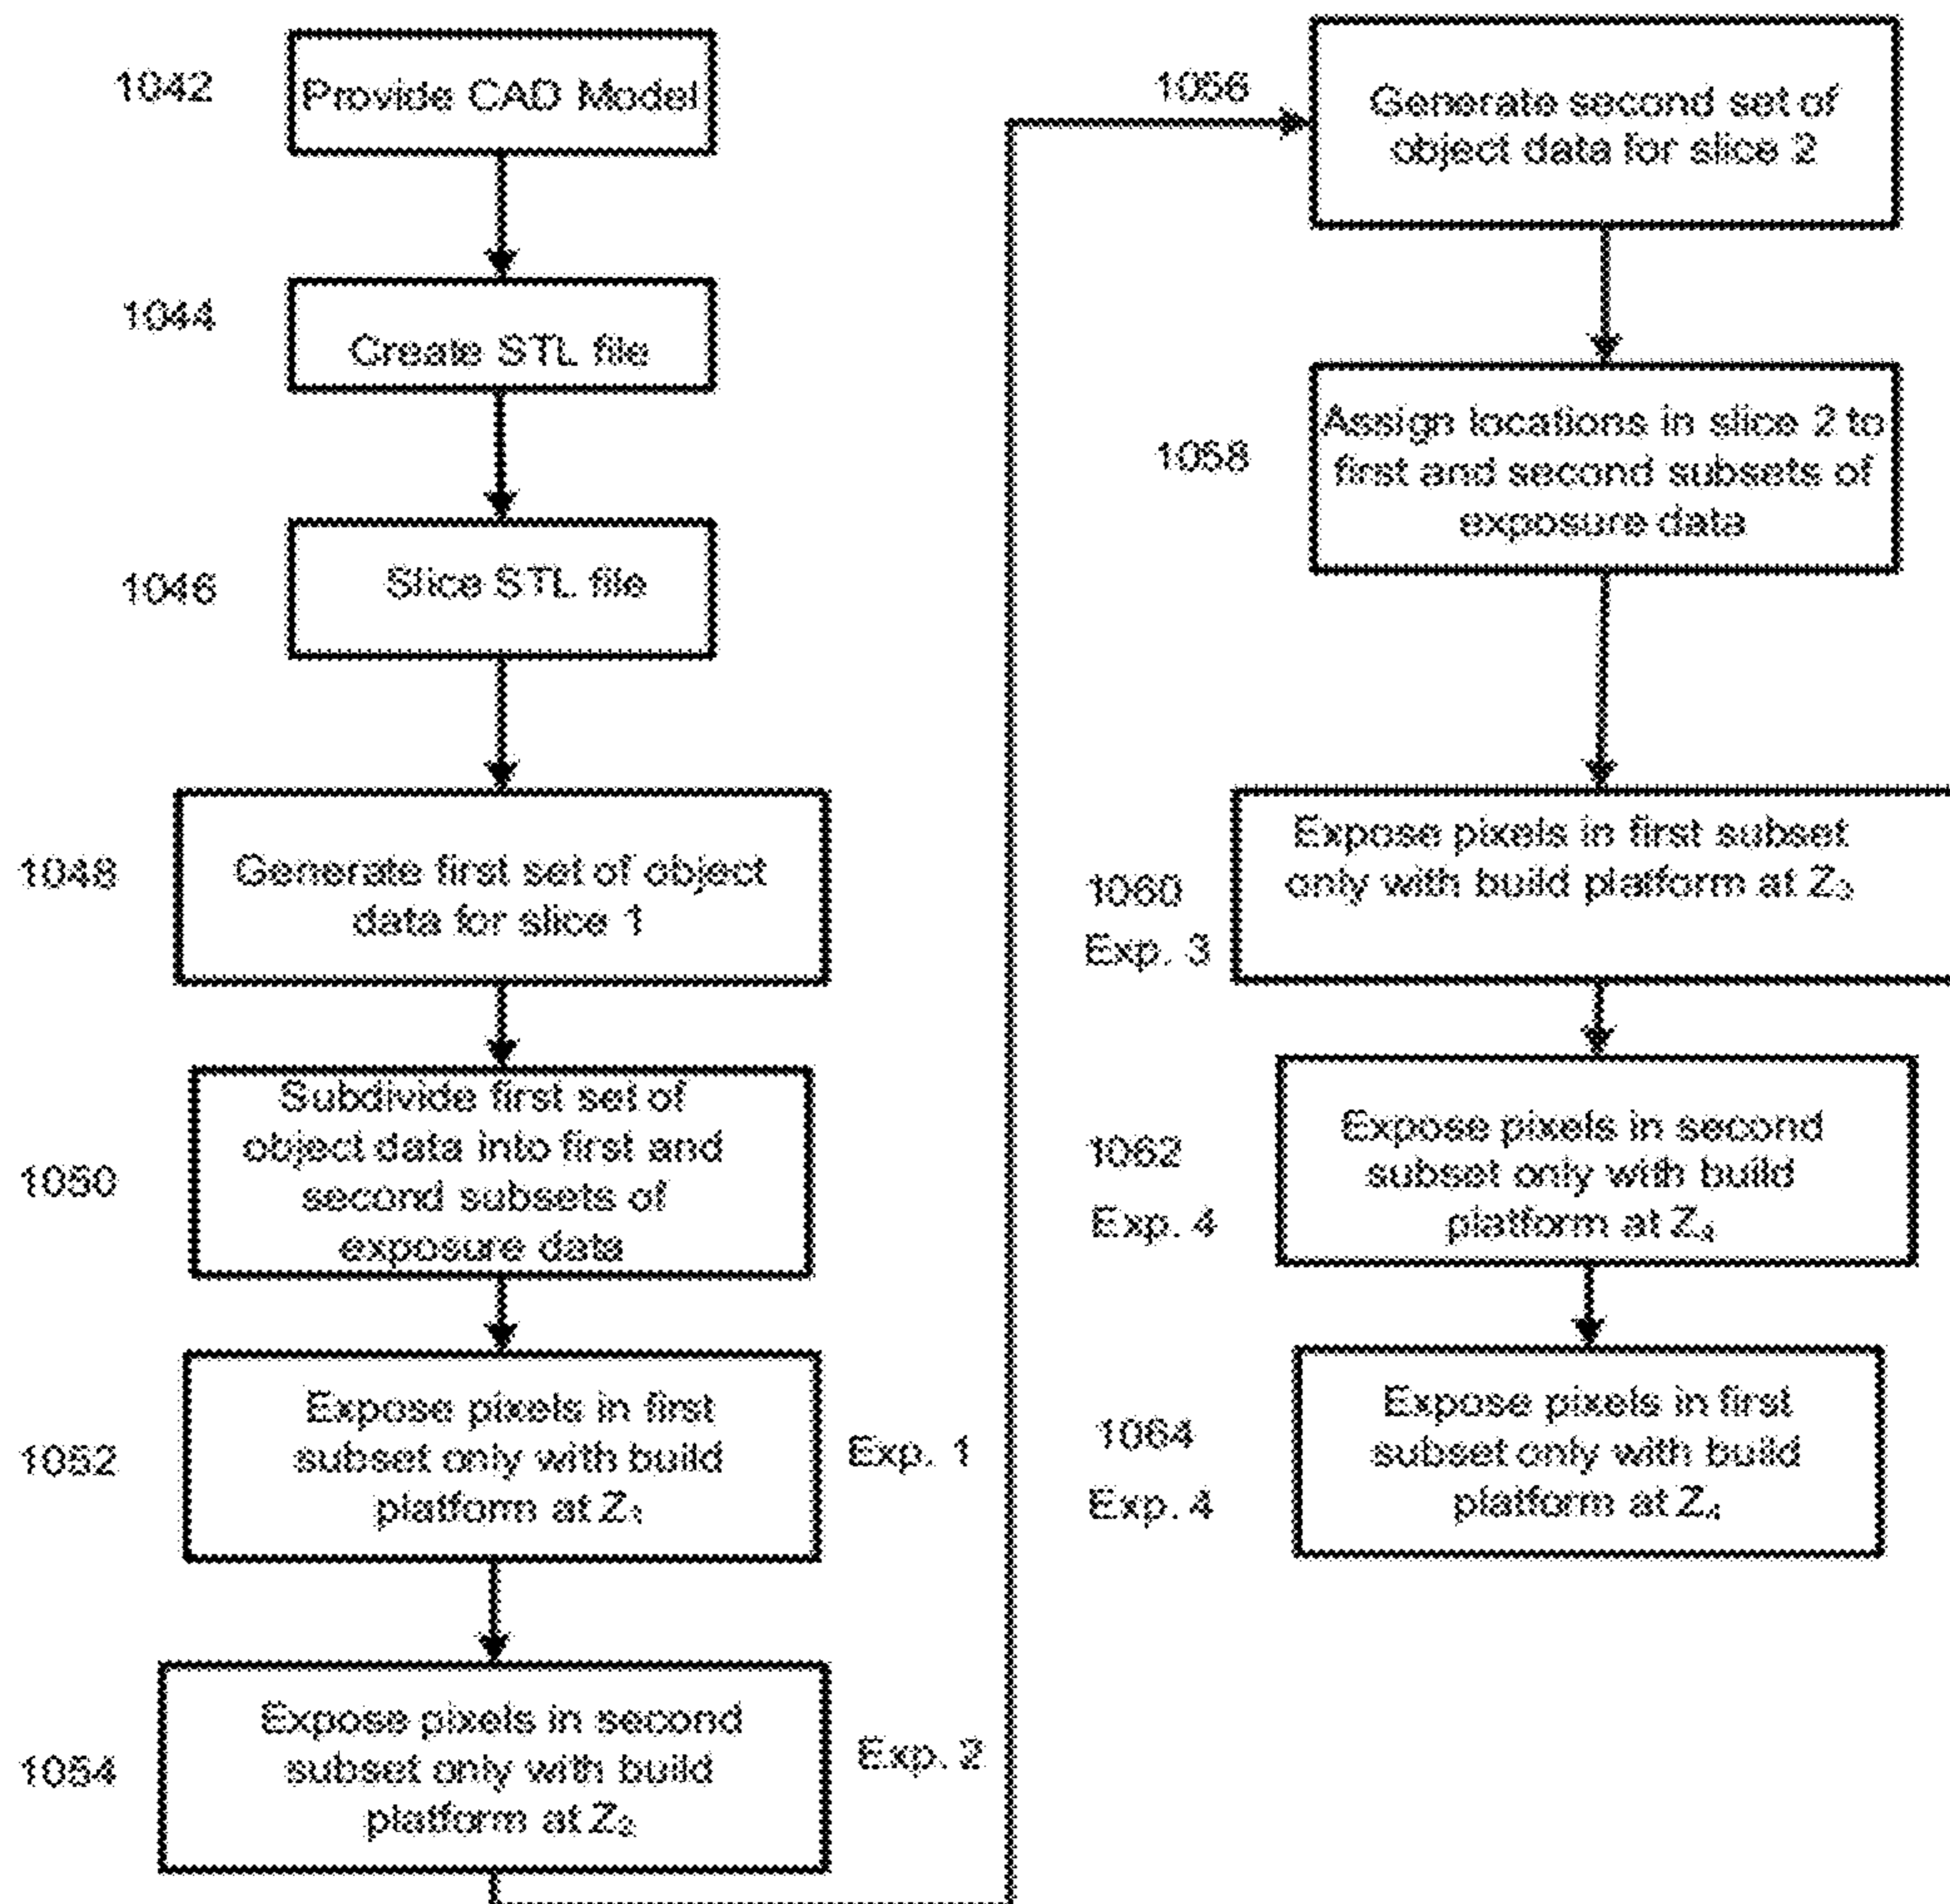 1042
Provide CAD Model
1044
Create STL file
1046
Slice STL file
1048
Generate first set of object
data for slice 1
1050
Subdivide first set of
object data into first and
second subsets of
exposure data
1052
Expose pixels in first
subset only with build
platform at Z₁
Exp. 1
1054
Expose pixels in second
subset only with build
platform at Z₂
Exp. 2
1056
Generate second set of
object data for slice 2
1058
Assign locations in slice 2 to
first and second subsets of
exposure data
1060
Exp. 3
Expose pixels in first subset
only with build platform at Z₃
1062
Exp. 4
Expose pixels in second
subset only with build
platform at Z₄
1064
Exp. 4
Expose pixels in first
subset only with build
platform at Z₄